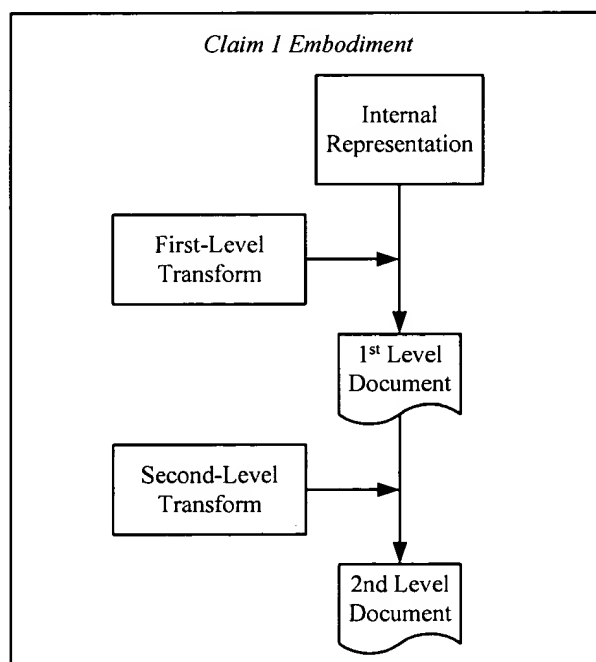 Claim 1 Embodiment
Internal
Representation
First-Level
Transform
1st Level
Document
Second-Level
Transform
2nd Level
Document